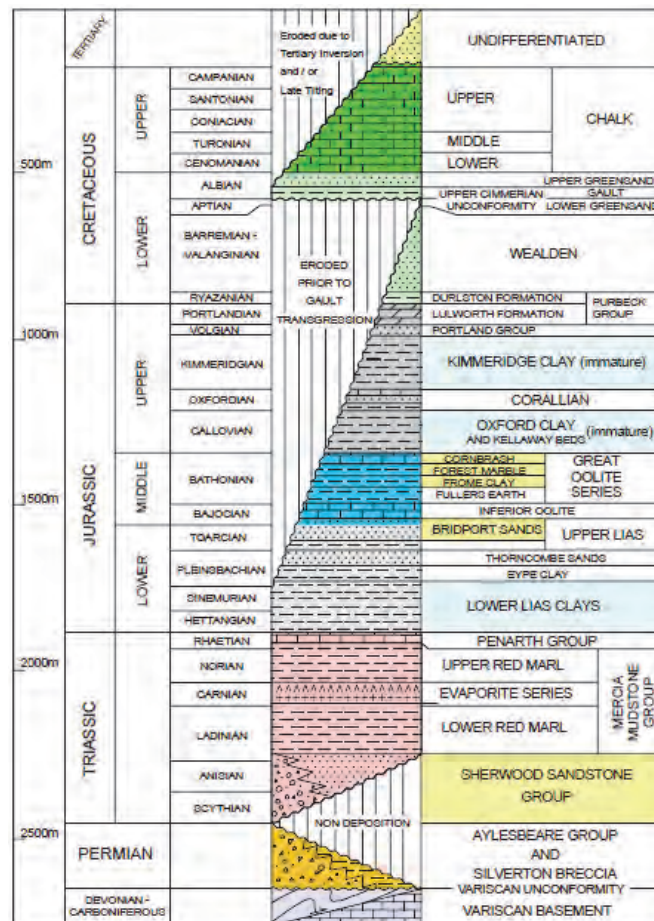 TERTIARY
Eroded due to
Tertiary Inversion
and / or
Late Tilting
UNDIFFERENTIATED
CRETACEOUS
UPPER
CAMPANIAN
SANTONIAN
CONIACIAN
TURONIAN
CENOMANIAN
UPPER
MIDDLE
LOWER
CHALK
500m
LOWER
ALBIAN
APTIAN
BARREMIAN -
VALANGINIAN
RYAZANIAN
UPPER GREENSAND
GAULT
UPPER CIMMERIAN
UNCONFORMITY
LOWER GREENSAND
ERODED
PRIOR TO
GAULT
TRANSGRESSION
WEALDEN
DURLSTON FORMATION
LULWORTH FORMATION
PURBECK
GROUP
JURASSIC
UPPER
PORTLANDIAN
VOLGIAN
KIMMERIDGIAN
OXFORDIAN
CALLOVIAN
1000m
PORTLAND GROUP
KIMMERIDGE CLAY (immature)
CORALLIAN
OXFORD CLAY (immature)
AND KELLAWAY BEDS
MIDDLE
BATHONIAN
BAJOCIAN
CORNBRASH
FOREST MARBLE
FROME CLAY
FULLERS EARTH
GREAT
OOLITE
SERIES
1500m
INFERIOR OOLITE
LOWER
TOARCIAN
PLEINSBACHIAN
SINEMURIAN
HETTANGIAN
BRIDPORT SANDS
UPPER LIAS
THORNCOMBE SANDS
EYPE CLAY
LOWER LIAS CLAYS
TRIASSIC
RHAETIAN
NORIAN
CARNIAN
LADINIAN
ANISIAN
SCYTHIAN
2000m
PENARTH GROUP
UPPER RED MARL
EVAPORITE SERIES
LOWER RED MARL
MERCIA
MUDSTONE
GROUP
SHERWOOD SANDSTONE
GROUP
2500m
NON DEPOSITION
PERMIAN
AYLESBEARE GROUP
AND
SILVERTON BRECCIA
VARISCAN UNCONFORMITY
DEVONIAN -
CARBONIFEROUS
VARISCAN BASEMENT